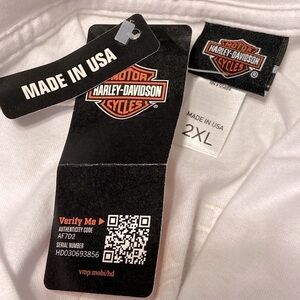 MADE IN USA
MOTOR
HARLEY-DAVIDSON
CYCLES
®
Verify Me
AUTHENTICITY CODE
AF7D2
SERIAL NUMBER
HD030693856
vmp.mobi/hd
MOTOR
HARLEY-DAVIDSON
CYCLES
®
MADE IN USA
2XL